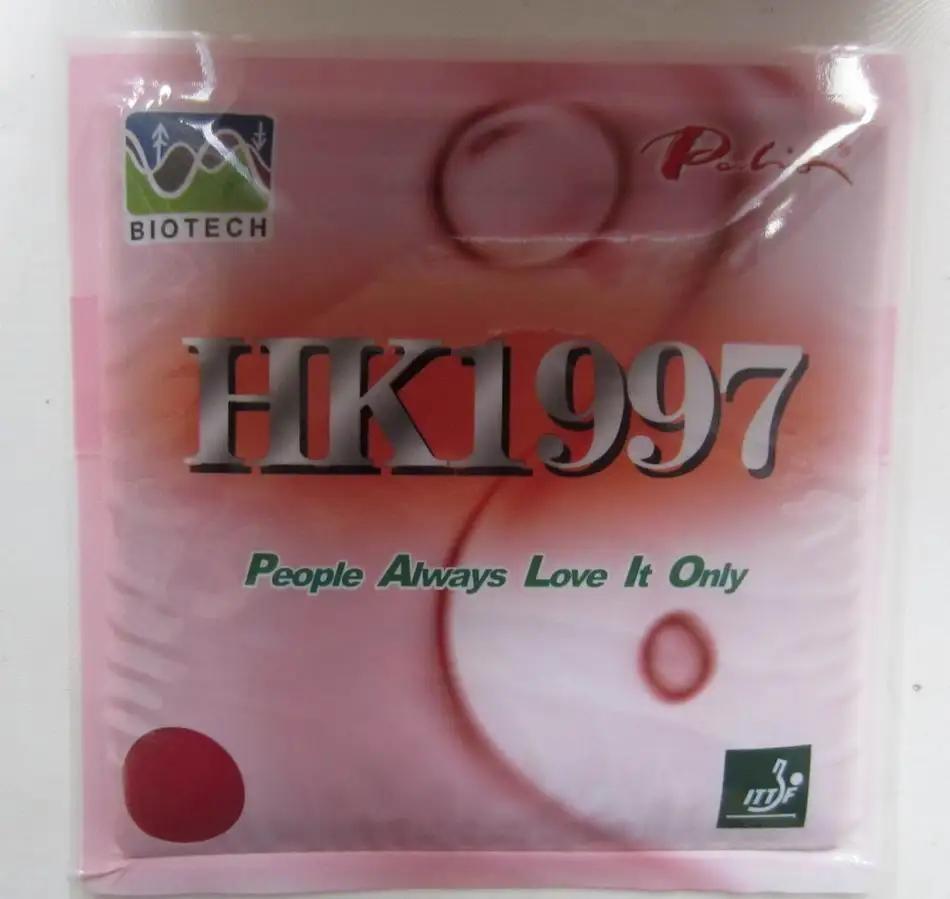 BIOTECH
Palio
HK1997
People Always Love It Only
ITTF